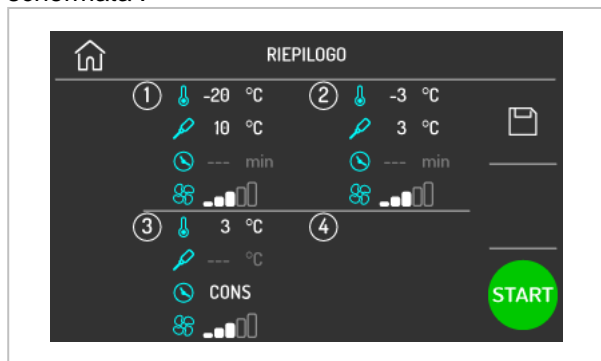 RIEPILOGO
1 -20 °C 2 -3 °C
10 °C 3 °C
--- min --- min
3 3 °C 4
--- °C
CONS
START